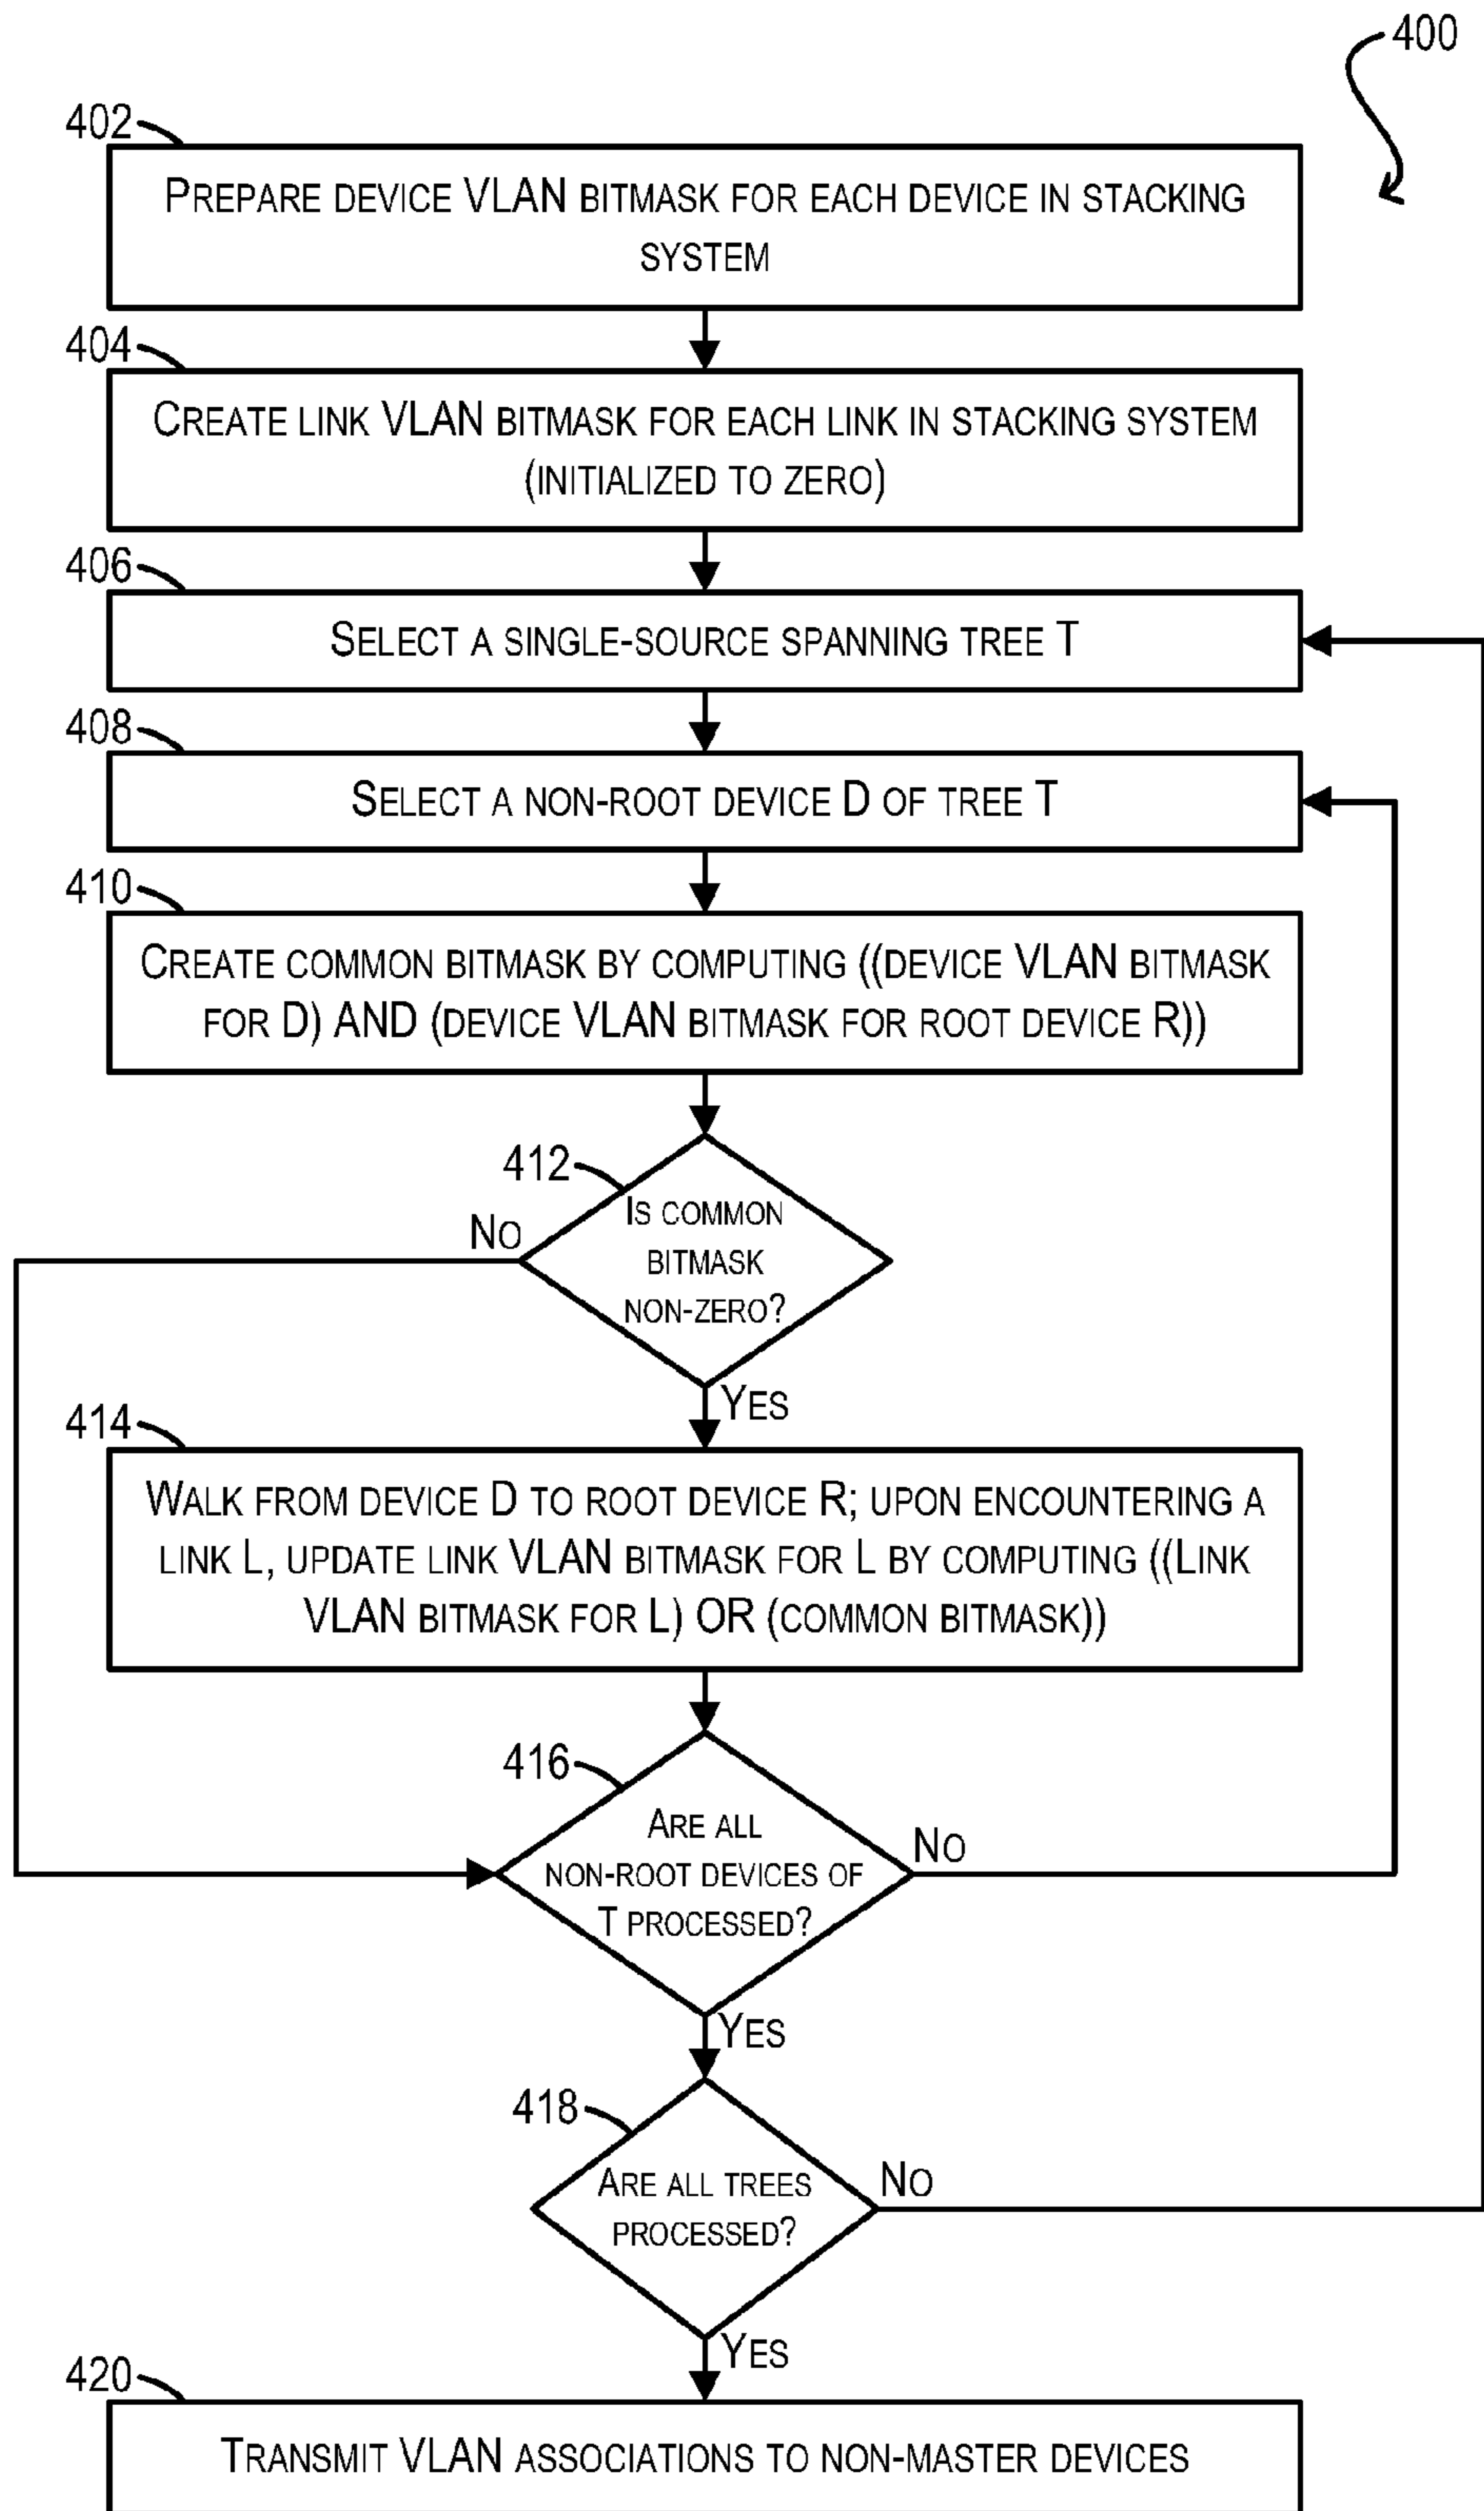 400
402
PREPARE DEVICE VLAN BITMASK FOR EACH DEVICE IN STACKING
SYSTEM
404
CREATE LINK VLAN BITMASK FOR EACH LINK IN STACKING SYSTEM
(INITIALIZED TO ZERO)
406
SELECT A SINGLE-SOURCE SPANNING TREE T
408
SELECT A NON-ROOT DEVICE D OF TREE T
410
CREATE COMMON BITMASK BY COMPUTING ((DEVICE VLAN BITMASK
FOR D) AND (DEVICE VLAN BITMASK FOR ROOT DEVICE R))
412
IS COMMON
BITMASK
NON-ZERO?
NO
YES
414
WALK FROM DEVICE D TO ROOT DEVICE R; UPON ENCOUNTERING A
LINK L, UPDATE LINK VLAN BITMASK FOR L BY COMPUTING ((LINK
VLAN BITMASK FOR L) OR (COMMON BITMASK))
416
ARE ALL
NON-ROOT DEVICES OF
T PROCESSED?
NO
YES
418
ARE ALL TREES
PROCESSED?
NO
YES
420
TRANSMIT VLAN ASSOCIATIONS TO NON-MASTER DEVICES